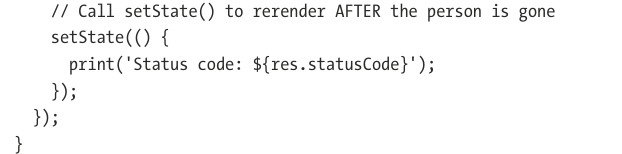 // Call setState() to rerender AFTER the person is gone
setState(() {
print('Status code: ${res.statusCode}');
});
});
}